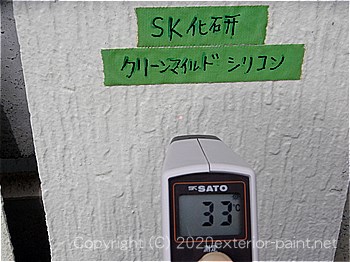 SK化研
クリーンマイルド シリコン
SK SATO
33℃
Copyright (C) 2020exterior-paint.net